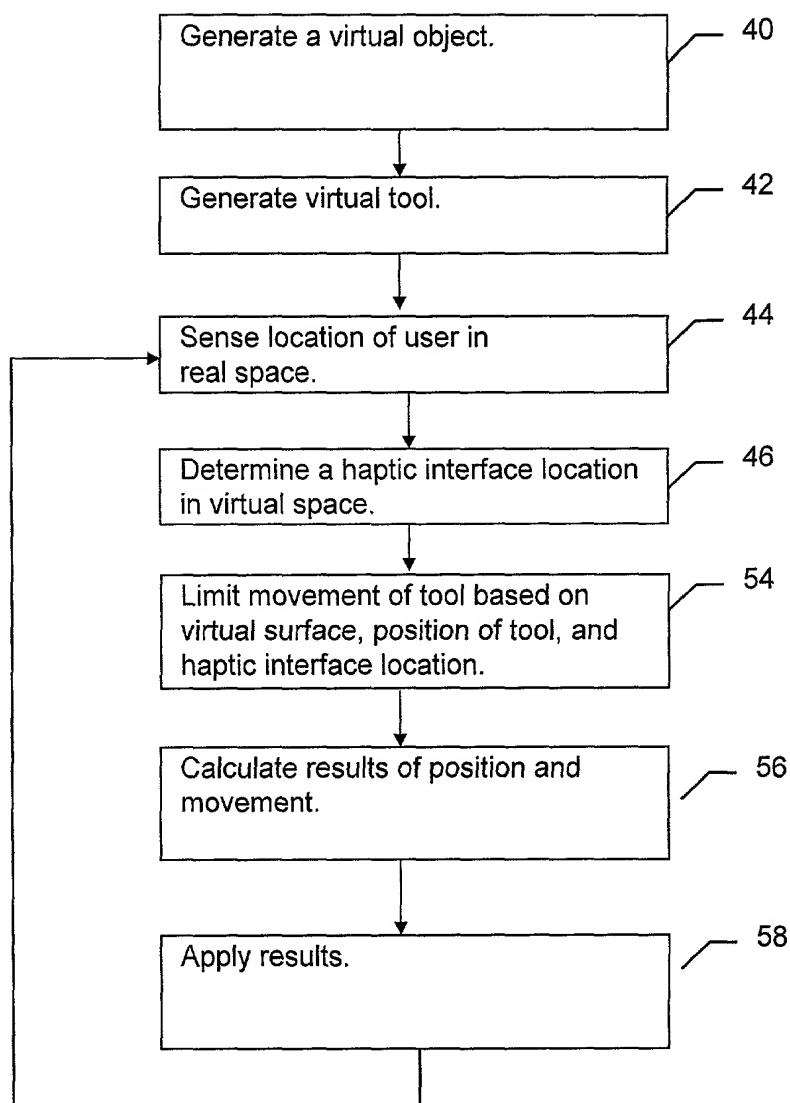 Generate a virtual object.
40
Generate virtual tool.
42
Sense location of user in
real space.
44
Determine a haptic interface location
in virtual space.
46
Limit movement of tool based on
virtual surface, position of tool, and
haptic interface location.
54
Calculate results of position and
movement.
56
Apply results.
58